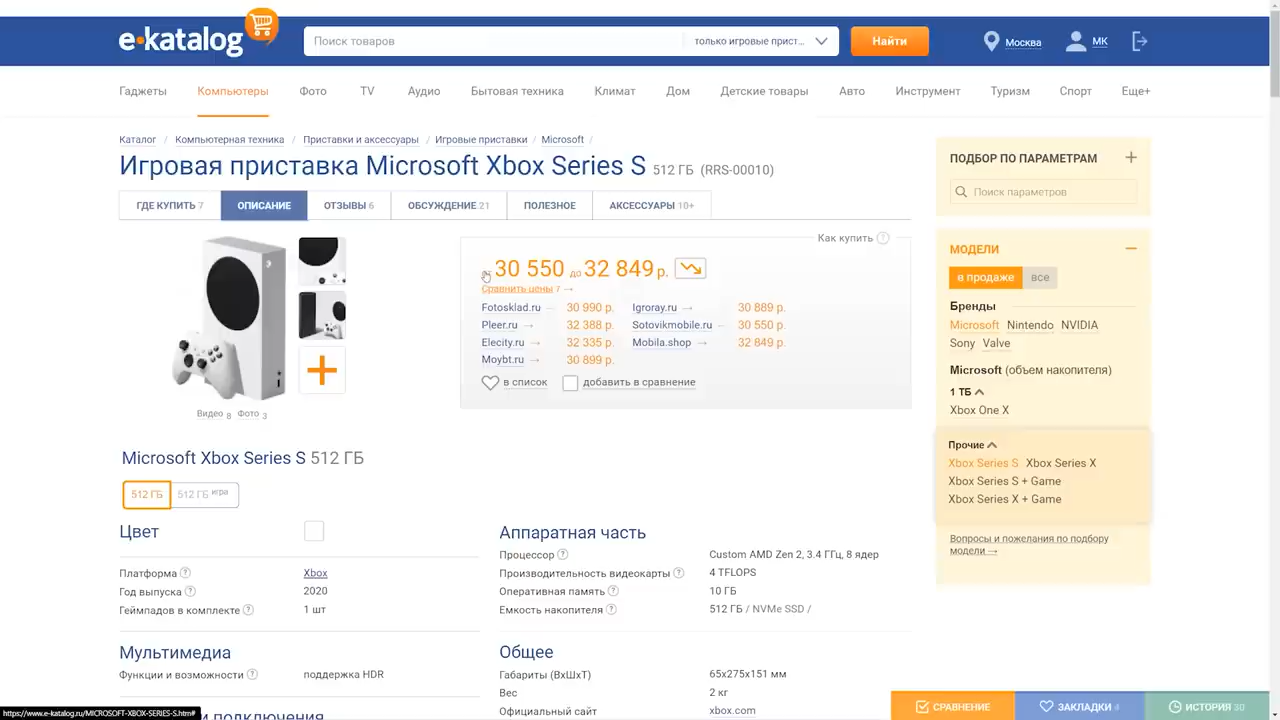 e·katalog
Поиск товаров
только игровые прист...
Найти
Москва
МК
Гаджеты Компьютеры Фото TV Аудио Бытовая техника Климат Дом Детские товары Авто Инструмент Туризм Спорт Еще+
Каталог / Компьютерная техника / Приставки и аксессуары / Игровые приставки / Microsoft /
Игровая приставка Microsoft Xbox Series S 512 ГБ (RRS-00010)
ГДЕ КУПИТЬ 7 ОПИСАНИЕ ОТЗЫВЫ 6 ОБСУЖДЕНИЕ 21 ПОЛЕЗНОЕ АКСЕССУАРЫ 10+
Как купить ?
30 550 до 32 849 р.
Сравнить цены 7 →
Fotosklad.ru → 30 990 р. Igroray.ru → 30 889 р.
Pleer.ru → 32 388 р. Sotovikmobile.ru → 30 550 р.
Elecity.ru → 32 335 р. Mobila.shop → 32 849 р.
Moybt.ru → 30 899 р.
в список добавить в сравнение
Видео 8 Фото 3
Microsoft Xbox Series S 512 ГБ
512 ГБ 512 ГБ игра
Цвет
Платформа ? Xbox
Год выпуска ? 2020
Геймпадов в комплекте ? 1 шт
Мультимедиа
Функции и возможности ? поддержка HDR
и подключения
Аппаратная часть
Процессор ? Custom AMD Zen 2, 3.4 ГГц, 8 ядер
Производительность видеокарты ? 4 TFLOPS
Оперативная память ? 10 ГБ
Емкость накопителя ? 512 ГБ / NVMe SSD /
Общее
Габариты (ВхШхТ) 65x275x151 мм
Вес 2 кг
Официальный сайт xbox.com
ПОДБОР ПО ПАРАМЕТРАМ +
Поиск параметров
МОДЕЛИ
в продаже все
Бренды
Microsoft Nintendo NVIDIA
Sony Valve
Microsoft (объем накопителя)
1 ТБ
Xbox One X
Прочие
Xbox Series S Xbox Series X
Xbox Series S + Game
Xbox Series X + Game
Вопросы и пожелания по подбору
модели →
https://www.e-katalog.ru/MICROSOFT-XBOX-SERIES-S.htm#
СРАВНЕНИЕ ЗАКЛАДКИ 4 ИСТОРИЯ 30